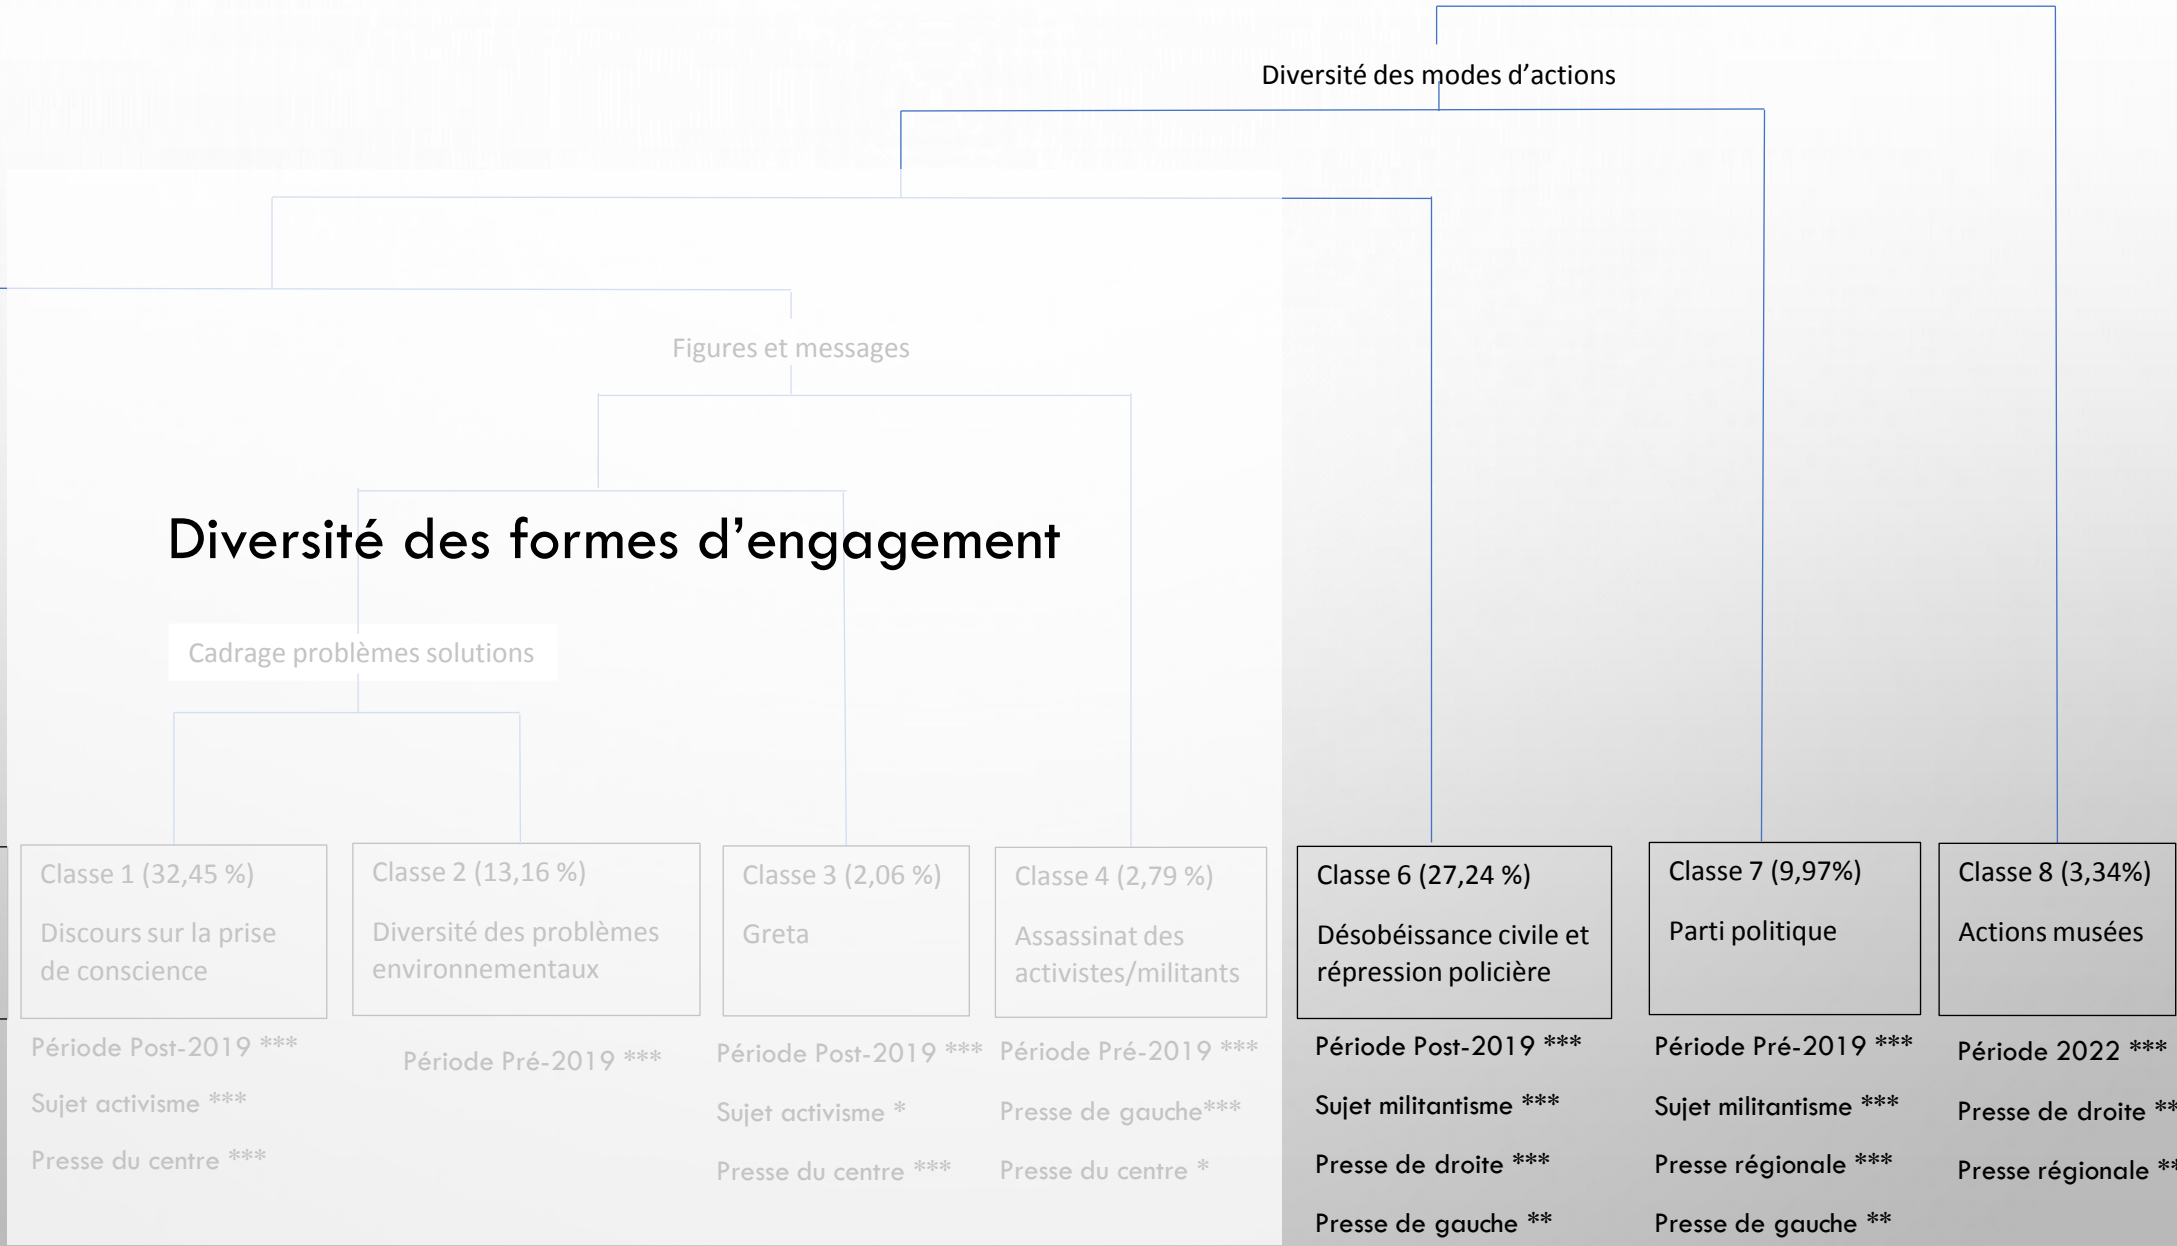 Diversité des modes d'actions
Figures et messages
Diversité des formes d'engagement
Cadrage problèmes solutions
Classe 1 (32,45 %)
Discours sur la prise
de conscience
Période Post-2019 ***
Sujet activisme ***
Presse du centre ***
Classe 2 (13,16 %)
Diversité des problèmes
environnementaux
Période Pré-2019 ***
Classe 3 (2,06 %)
Greta
Période Post-2019 ***
Sujet activisme *
Presse du centre ***
Classe 4 (2,79 %)
Assassinat des
activistes/militants
Période Pré-2019 ***
Presse de gauche***
Presse du centre *
Classe 6 (27,24 %)
Désobéissance civile et
répression policière
Période Post-2019 ***
Sujet militantisme ***
Presse de droite ***
Presse de gauche **
Classe 7 (9,97%)
Parti politique
Période Pré-2019 ***
Sujet militantisme ***
Presse régionale ***
Presse de gauche **
Classe 8 (3,34%)
Actions musées
Période 2022 ***
Presse de droite **
Presse régionale **